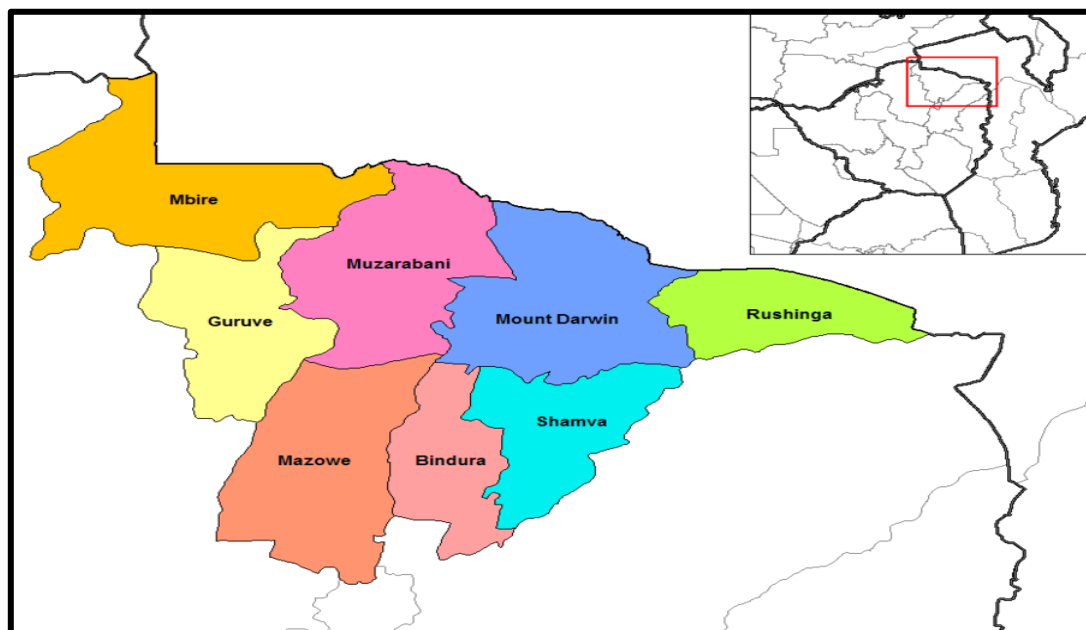 Mbire
Muzarabani
Guruve
Mount Darwin
Rushinga
Shamva
Mazowe
Bindura